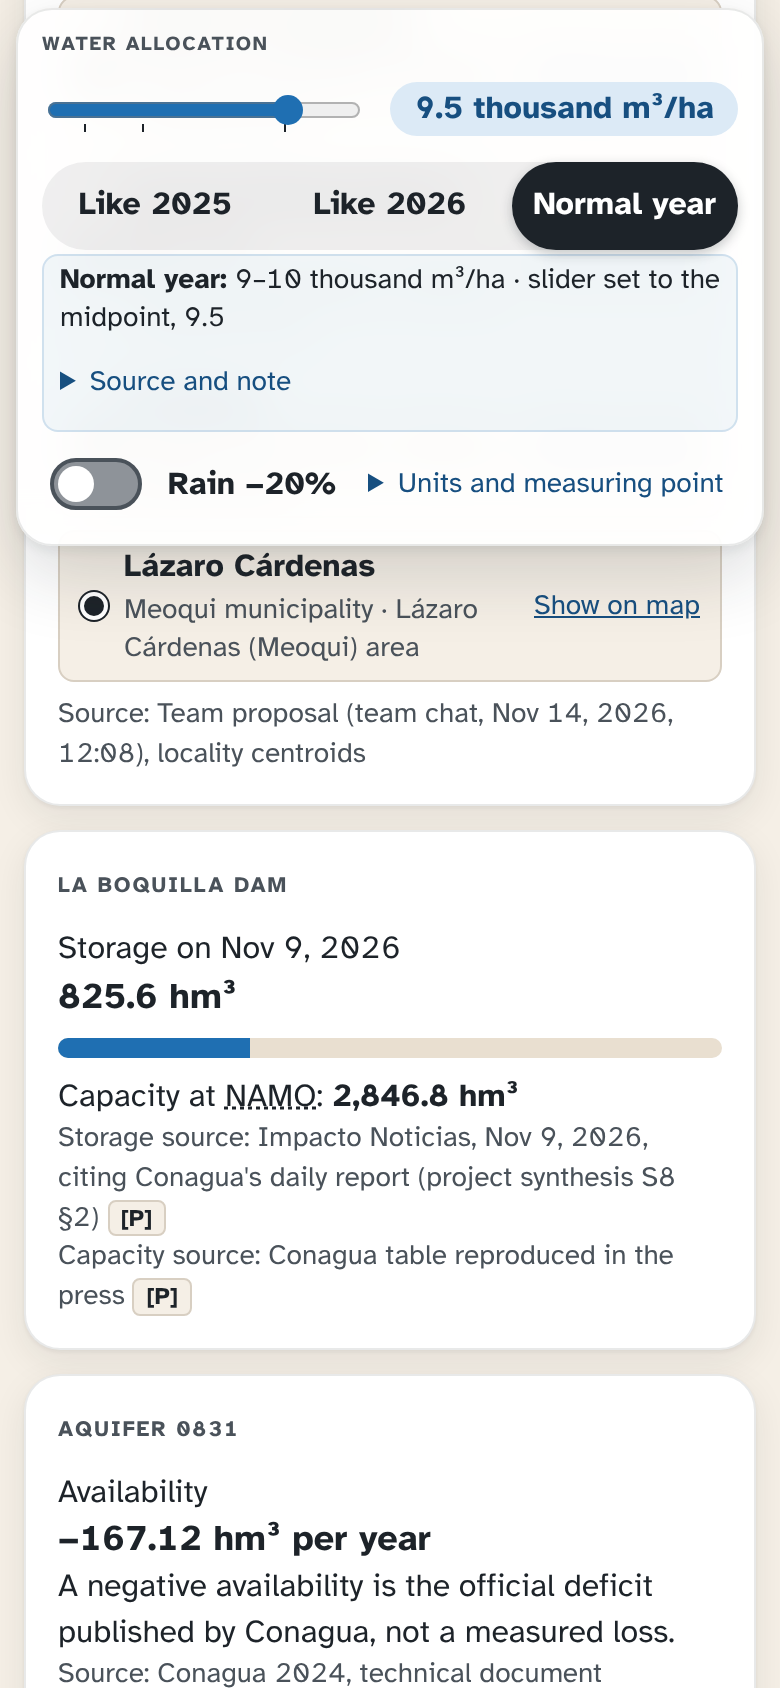 WATER ALLOCATION
9.5 thousand m³/ha
Like 2025 Like 2026 Normal year
Normal year: 9–10 thousand m³/ha · slider set to the
midpoint, 9.5
▶ Source and note
Rain −20% ▶ Units and measuring point
Lázaro Cárdenas
Meoqui municipality · Lázaro
Cárdenas (Meoqui) area
Show on map
Source: Team proposal (team chat, Nov 14, 2026,
12:08), locality centroids
LA BOQUILLA DAM
Storage on Nov 9, 2026
825.6 hm³
Capacity at NAMO: 2,846.8 hm³
Storage source: Impacto Noticias, Nov 9, 2026,
citing Conagua's daily report (project synthesis S8
§2) [P]
Capacity source: Conagua table reproduced in the
press [P]
AQUIFER 0831
Availability
−167.12 hm³ per year
A negative availability is the official deficit
published by Conagua, not a measured loss.
Source: Conagua 2024, technical document